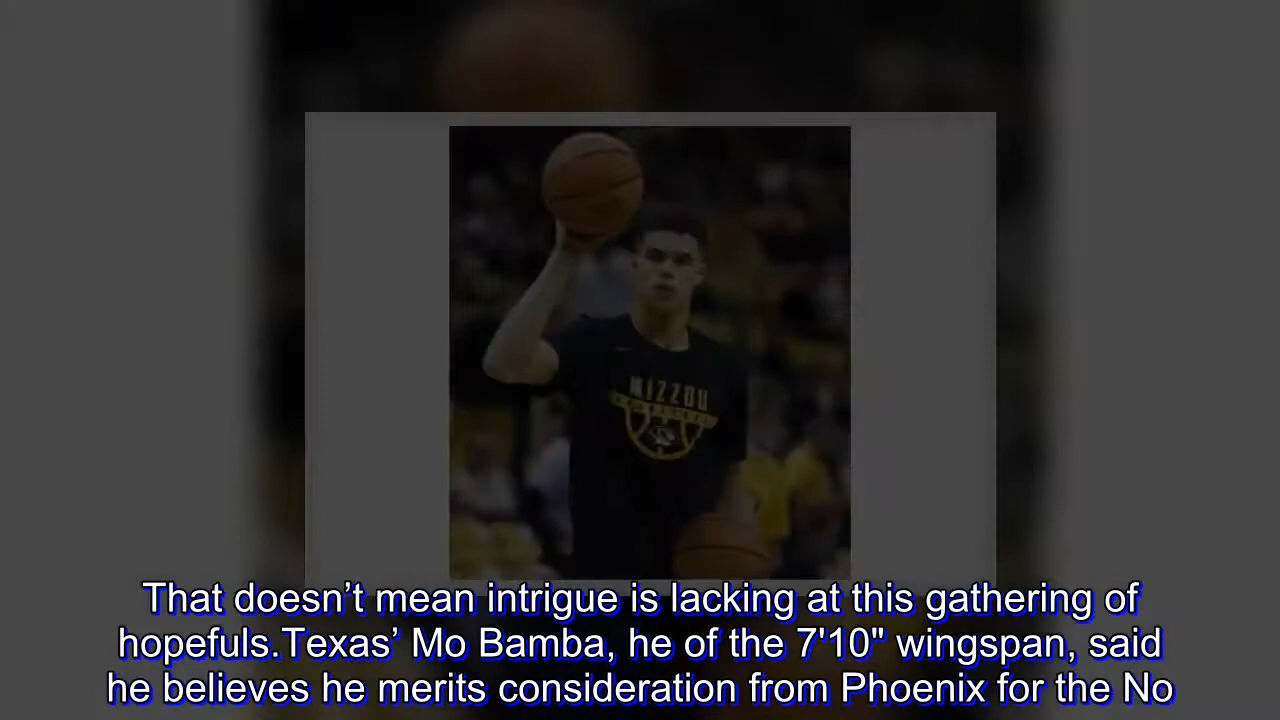 MIZZOU
That doesn’t mean intrigue is lacking at this gathering of
hopefuls.Texas’ Mo Bamba, he of the 7'10" wingspan, said
he believes he merits consideration from Phoenix for the No